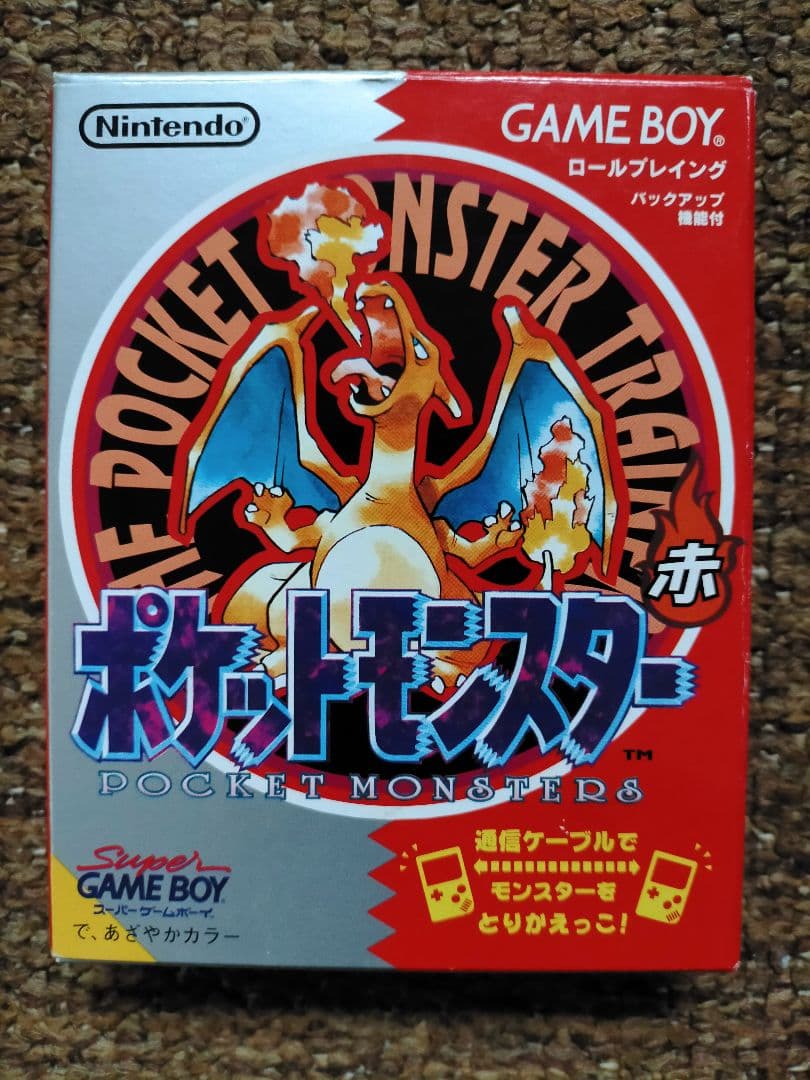 Nintendo®
GAME BOY®
ロールプレイング
バックアップ
機能付
POCKET MONSTER TRAINE
赤
ポケットモンスター
TM
POCKET MONSTERS
Super
GAME BOY
スーパーゲームボーイ
で、あざやかカラー
通信ケーブルで
モンスターを
とりかえっこ!